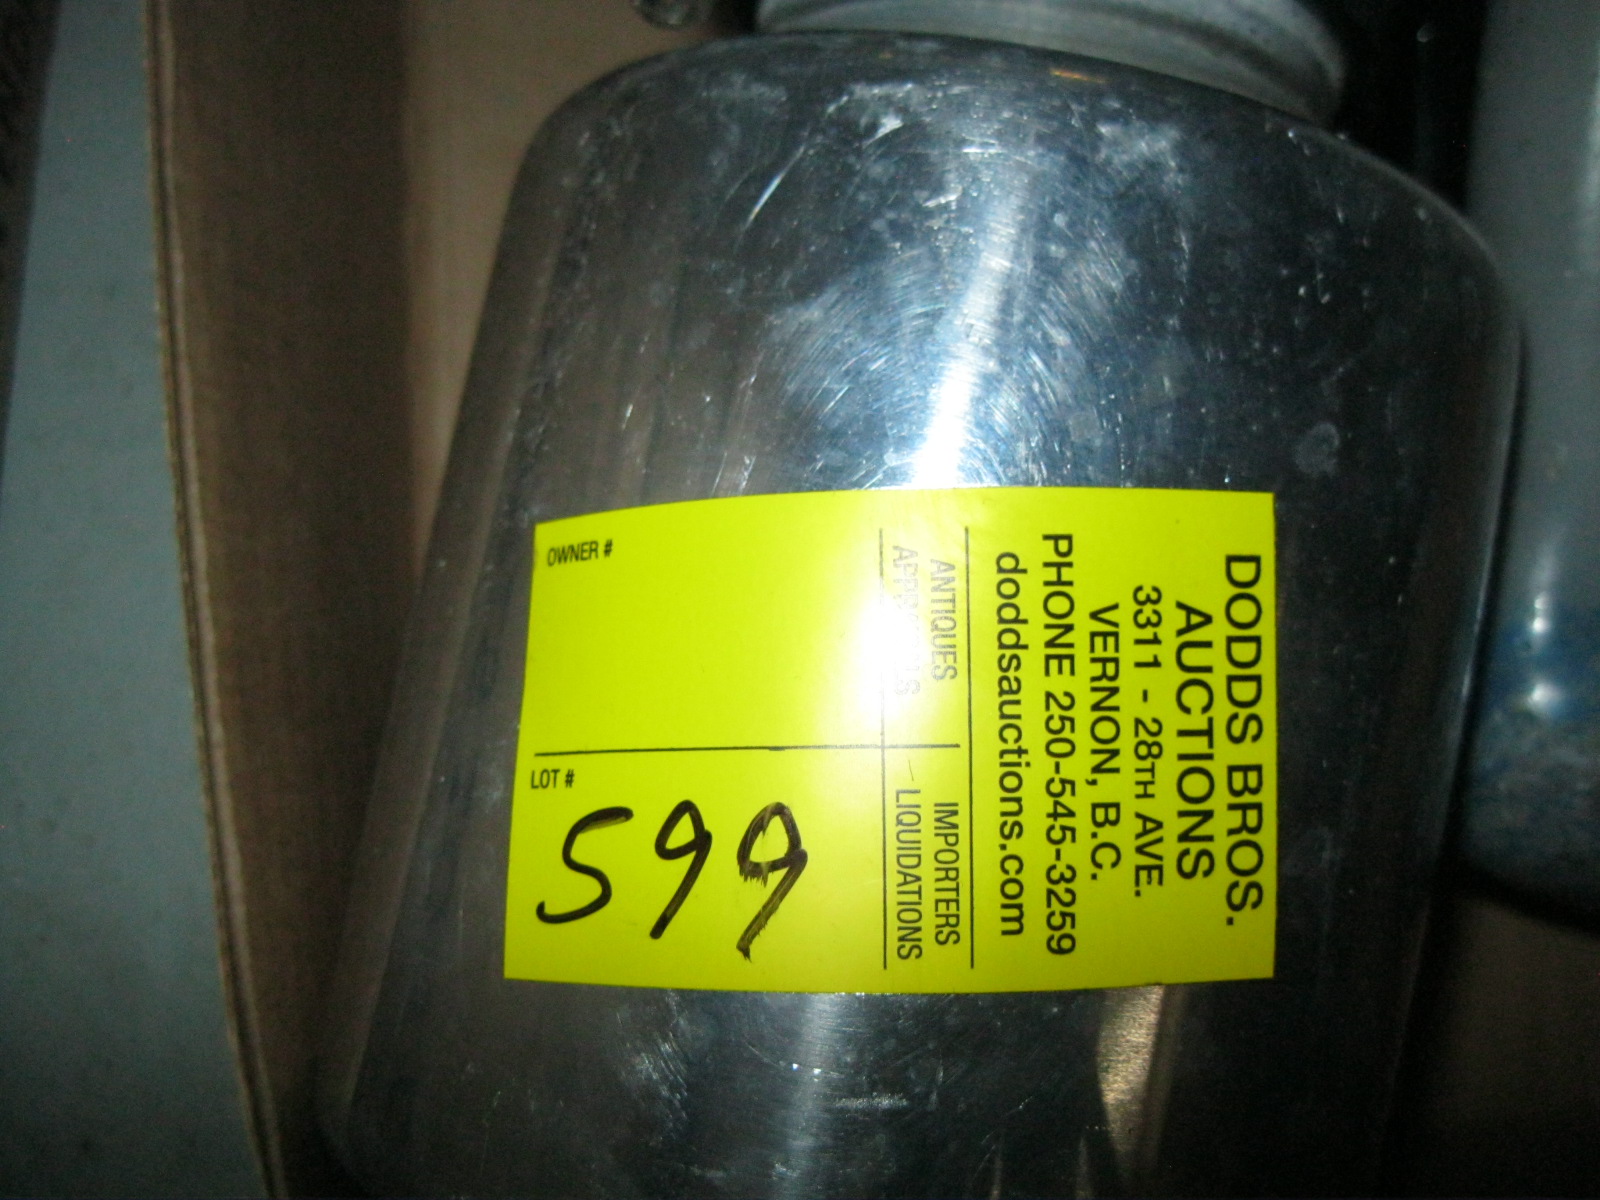 DODDS BROS.
AUCTIONS
3311 - 28TH AVE.
VERNON, B.C.
PHONE 250-545-3259
doddsauctions.com
ANTIQUES IMPORTERS
- LIQUIDATIONS
OWNER #
LOT #
599